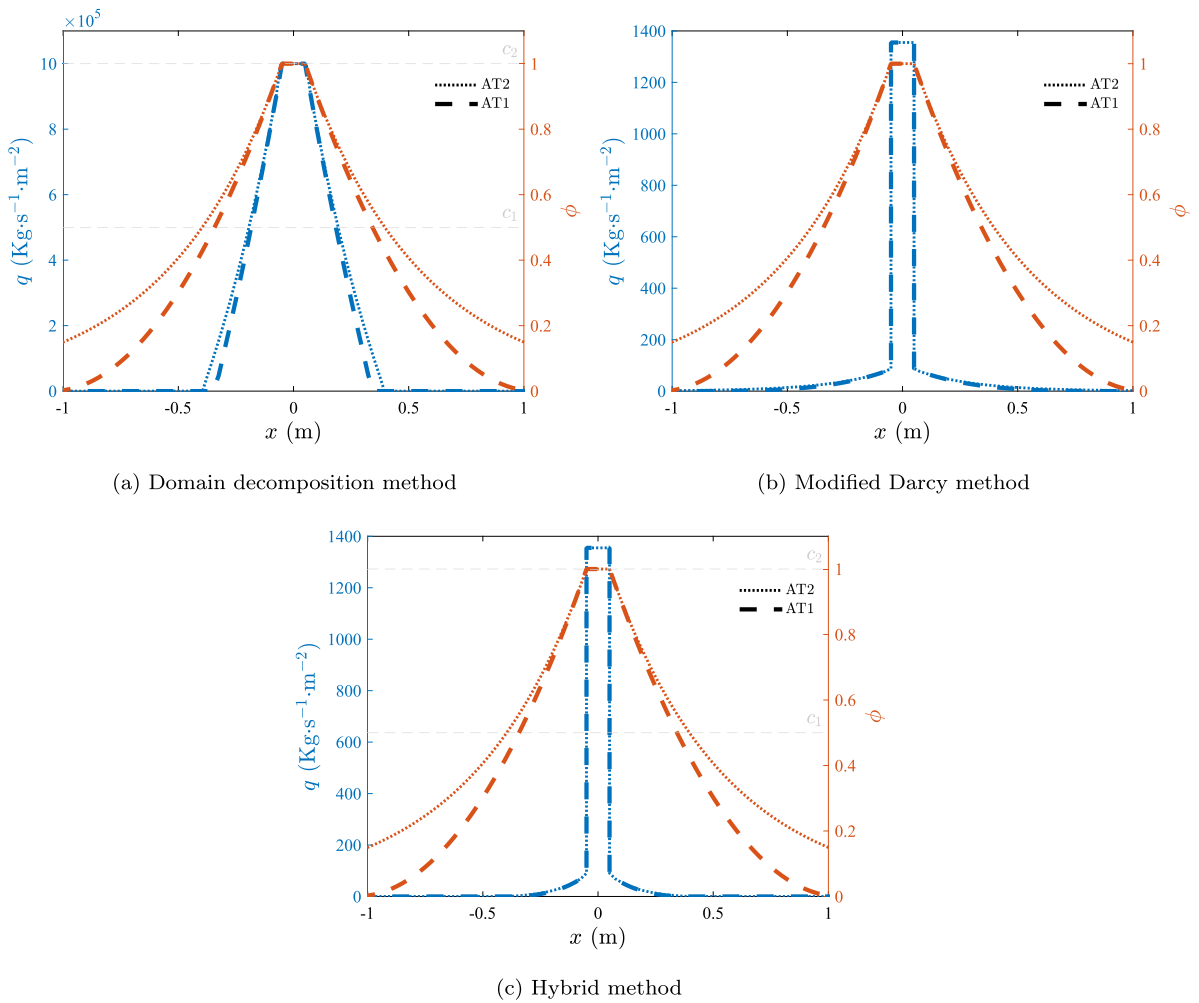 ×10⁵
10
8
6
4
2
0
q (Kg·s⁻¹·m⁻²)
c₂
c₁
AT2
AT1
1
0.8
0.6
0.4
0.2
0
ϕ
-1 -0.5 0 0.5 1
x (m)
(a) Domain decomposition method
1400
1200
1000
800
600
400
200
0
q (Kg·s⁻¹·m⁻²)
AT2
AT1
1
0.8
0.6
0.4
0.2
0
ϕ
-1 -0.5 0 0.5 1
x (m)
(b) Modified Darcy method
1400
1200
1000
800
600
400
200
0
q (Kg·s⁻¹·m⁻²)
c₂
c₁
AT2
AT1
1
0.8
0.6
0.4
0.2
0
ϕ
-1 -0.5 0 0.5 1
x (m)
(c) Hybrid method